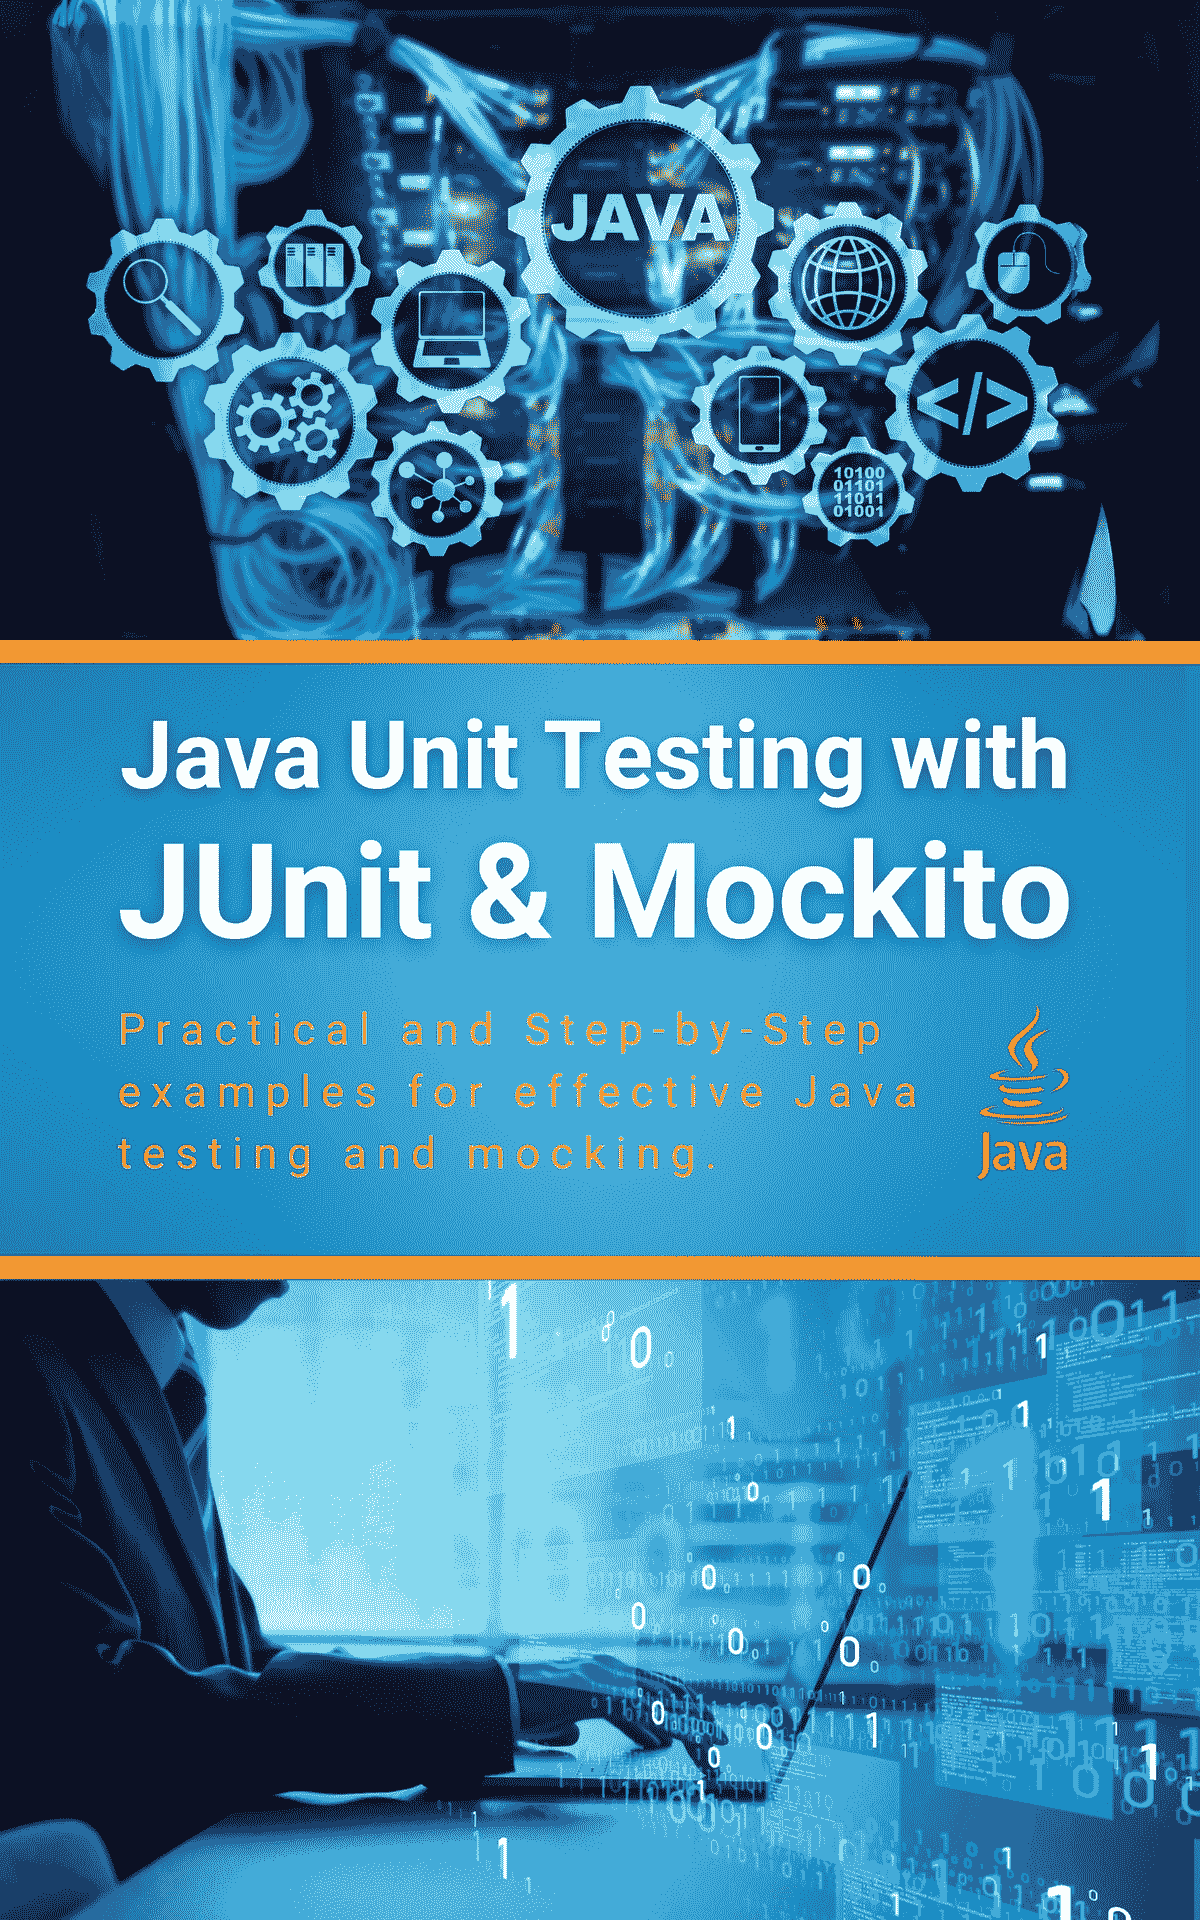 JAVA
</>
10100
01101
11011
01001
Java Unit Testing with
JUnit & Mockito
Practical and Step-by-Step
examples for effective Java
testing and mocking.
Java